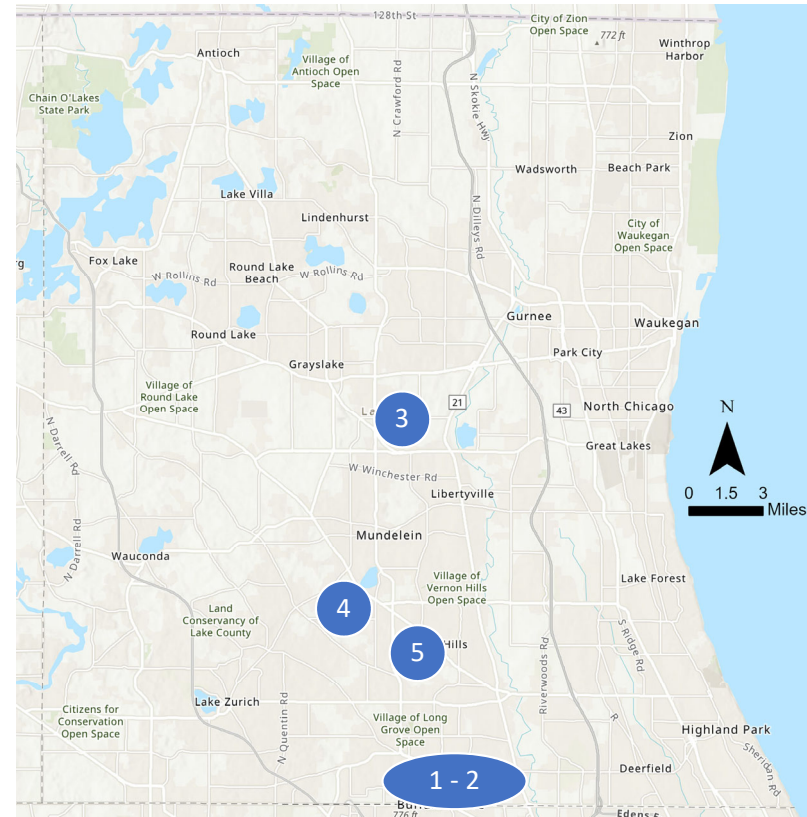 128th St
City of Zion
Open Space
772 ft
Winthrop
Harbor
Antioch
Village of
Antioch Open
Space
N Crawford Rd
N Skokie Hwy
Chain O'Lakes
State Park
Zion
Wadsworth
Beach Park
Lake Villa
Lindenhurst
N Dilleys Rd
City of
Waukegan
Open Space
rg
Fox Lake
W Rollins Rd
Round Lake
Beach
W Rollins Rd
Gurnee
Waukegan
Round Lake
Park City
Grayslake
Village of
Round Lake
Open Space
La
3
21
43
North Chicago
N
N Darrell Rd
Great Lakes
W Winchester Rd
Libertyville
0 1.5 3
Miles
Mundelein
N Darrell Rd
Wauconda
Village of
Vernon Hills
Open Space
Lake Forest
Land
Conservancy of
Lake County
4
5
Hills
S Ridge Rd
Riverwoods Rd
Lake Zurich
N Quentin Rd
Citizens for
Conservation
Open Space
Village of Long
Grove Open
Space
R
Highland Park
Sheridan Rd
1 - 2
Deerfield
776 ft
Edens E